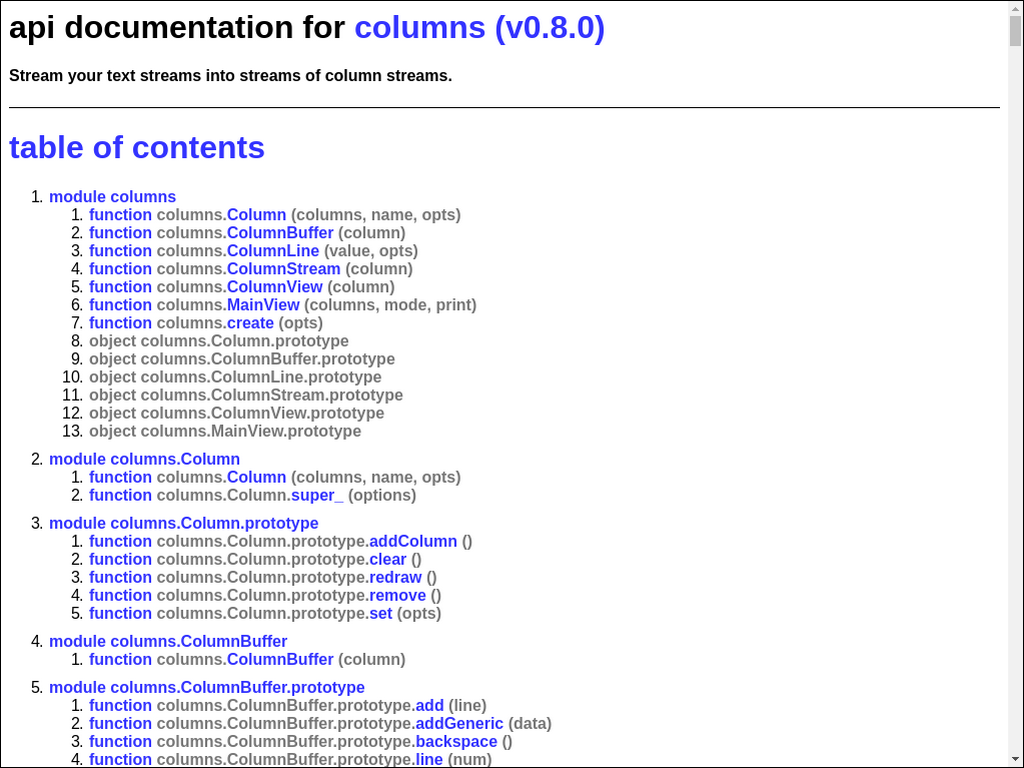 api documentation for columns (v0.8.0)
Stream your text streams into streams of column streams.
table of contents
1. module columns
1. function columns.Column (columns, name, opts)
2. function columns.ColumnBuffer (column)
3. function columns.ColumnLine (value, opts)
4. function columns.ColumnStream (column)
5. function columns.ColumnView (column)
6. function columns.MainView (columns, mode, print)
7. function columns.create (opts)
8. object columns.Column.prototype
9. object columns.ColumnBuffer.prototype
10. object columns.ColumnLine.prototype
11. object columns.ColumnStream.prototype
12. object columns.ColumnView.prototype
13. object columns.MainView.prototype
2. module columns.Column
1. function columns.Column (columns, name, opts)
2. function columns.Column.super_ (options)
3. module columns.Column.prototype
1. function columns.Column.prototype.addColumn ()
2. function columns.Column.prototype.clear ()
3. function columns.Column.prototype.redraw ()
4. function columns.Column.prototype.remove ()
5. function columns.Column.prototype.set (opts)
4. module columns.ColumnBuffer
1. function columns.ColumnBuffer (column)
5. module columns.ColumnBuffer.prototype
1. function columns.ColumnBuffer.prototype.add (line)
2. function columns.ColumnBuffer.prototype.addGeneric (data)
3. function columns.ColumnBuffer.prototype.backspace ()
4. function columns.ColumnBuffer.prototype.line (num)